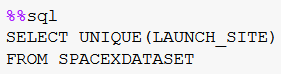 %%sql
SELECT UNIQUE(LAUNCH_SITE)
FROM SPACEXDATASET